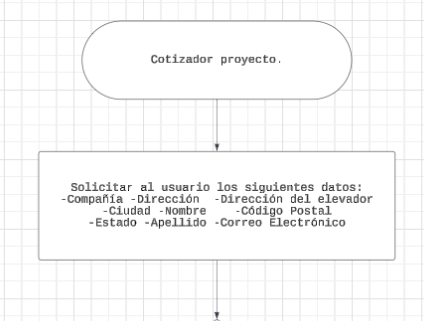 Cotizador proyecto.
Solicitar al usuario los siguientes datos:
-Compañía -Dirección -Dirección del elevador
-Ciudad -Nombre -Código Postal
-Estado -Apellido -Correo Electrónico